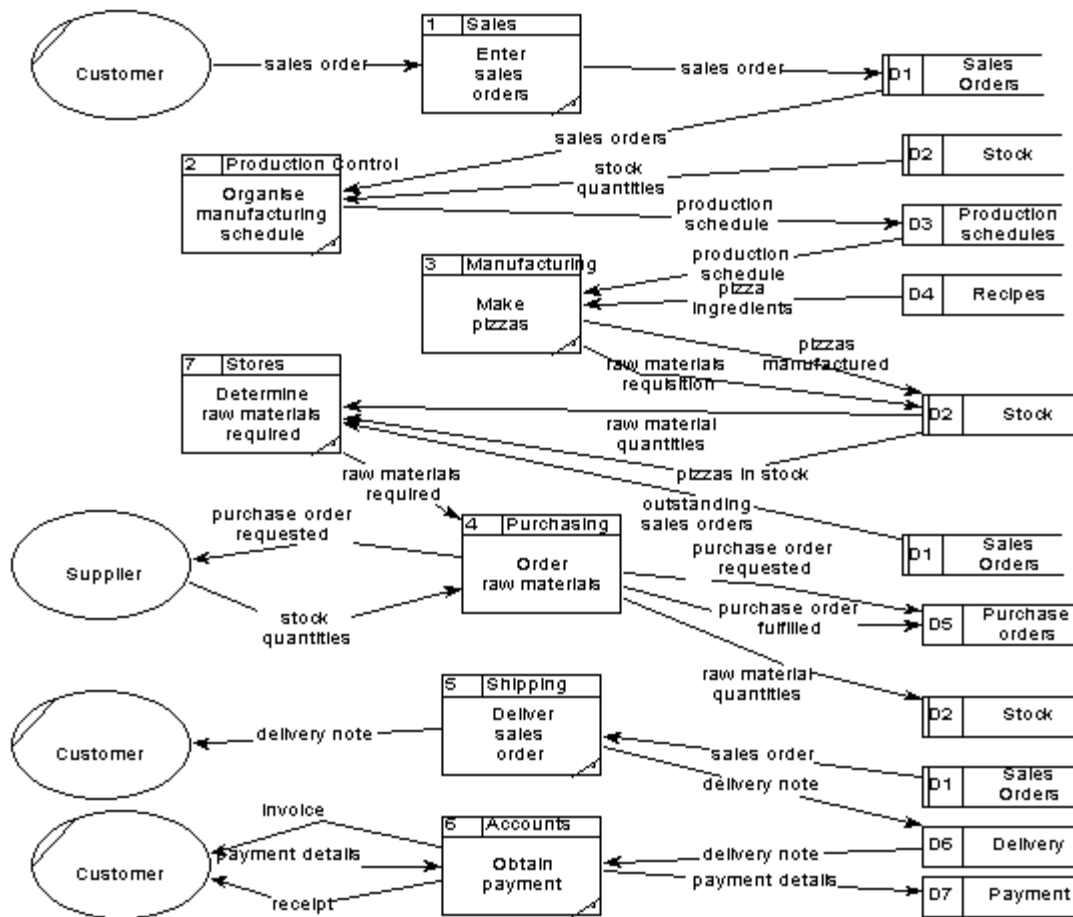 1 Sales
Customer
sales order
Enter
sales
orders
sales order
D1 Sales
Orders
sales orders
2 Production Control
Organise
manufacturing
schedule
stock
quantities
D2 Stock
production
schedule
D3 Production
schedules
production
schedule
3 Manufacturing
Make
pizzas
pizza
ingredients
D4 Recipes
pizzas
manufactured
raw materials
requisition
7 Stores
Determine
raw materials
required
D2 Stock
raw material
quantities
pizzas in stock
raw materials
required
outstanding
sales orders
D1 Sales
Orders
purchase order
requested
4 Purchasing
Order
raw materials
Supplier
stock
quantities
purchase order
requested
purchase order
fulfilled
D5 Purchase
orders
raw material
quantities
D2 Stock
5 Shipping
Deliver
sales
order
delivery note
Customer
sales order
D1 Sales
Orders
delivery note
D6 Delivery
invoice
6 Accounts
Obtain
payment
payment details
Customer
receipt
delivery note
payment details
D7 Payment